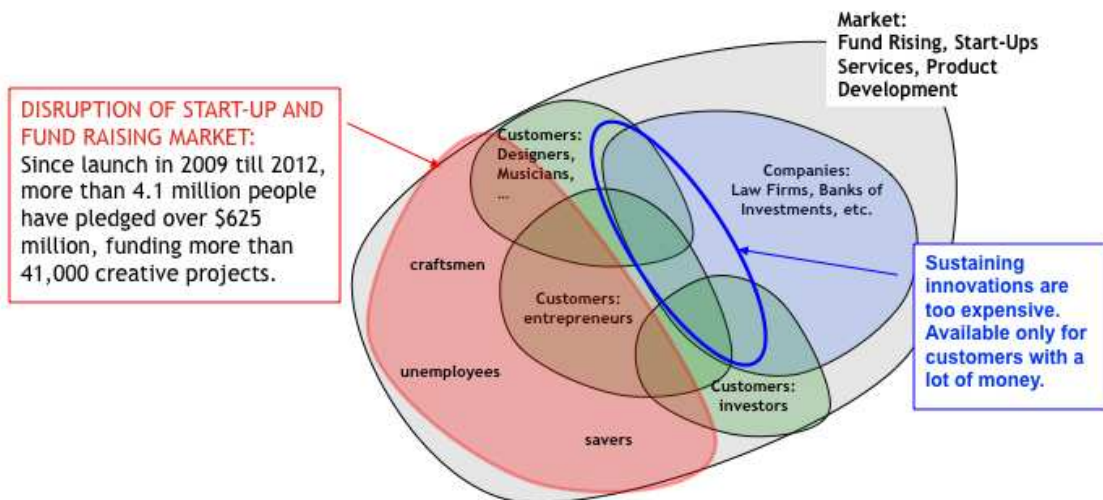 Market:
Fund Rising, Start-Ups
Services, Product
Development
DISRUPTION OF START-UP AND
FUND RAISING MARKET:
Since launch in 2009 till 2012,
more than 4.1 million people
have pledged over $625
million, funding more than
41,000 creative projects.
Customers:
Designers,
Musicians,
…
Companies:
Law Firms, Banks of
Investments, etc.
craftsmen
Customers:
entrepreneurs
Sustaining
innovations are
too expensive.
Available only for
customers with a
lot of money.
unemployees
Customers:
investors
savers